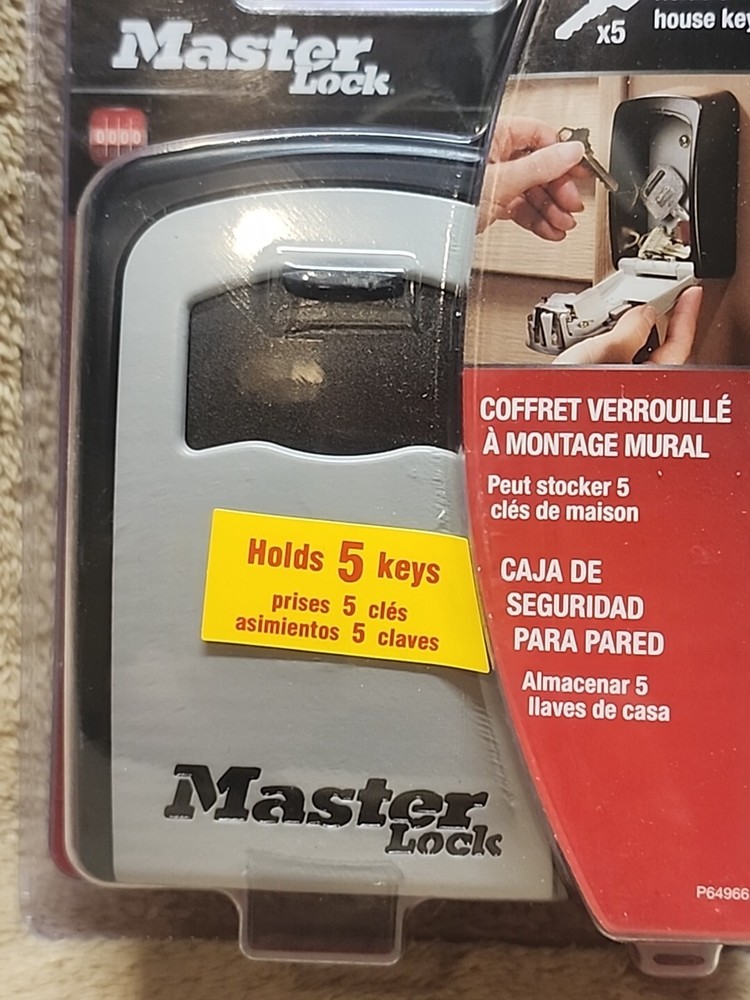 Master
Lock
x5
house key
0000
COFFRET VERROUILLÉ
À MONTAGE MURAL
Peut stocker 5
clés de maison
CAJA DE
SEGURIDAD
PARA PARED
Almacenar 5
llaves de casa
Holds 5 keys
prises 5 clés
asimientos 5 claves
Master
Lock
P64966